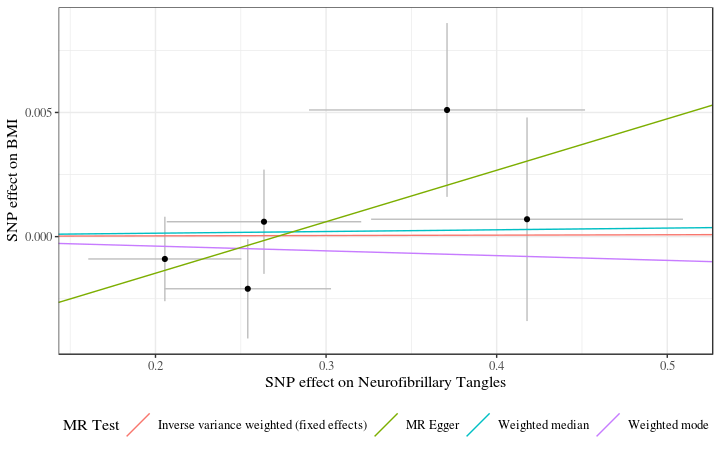 SNP effect on BMI
0.005
0.000
0.2 0.3 0.4 0.5
SNP effect on Neurofibrillary Tangles
MR Test Inverse variance weighted (fixed effects) MR Egger Weighted median Weighted mode